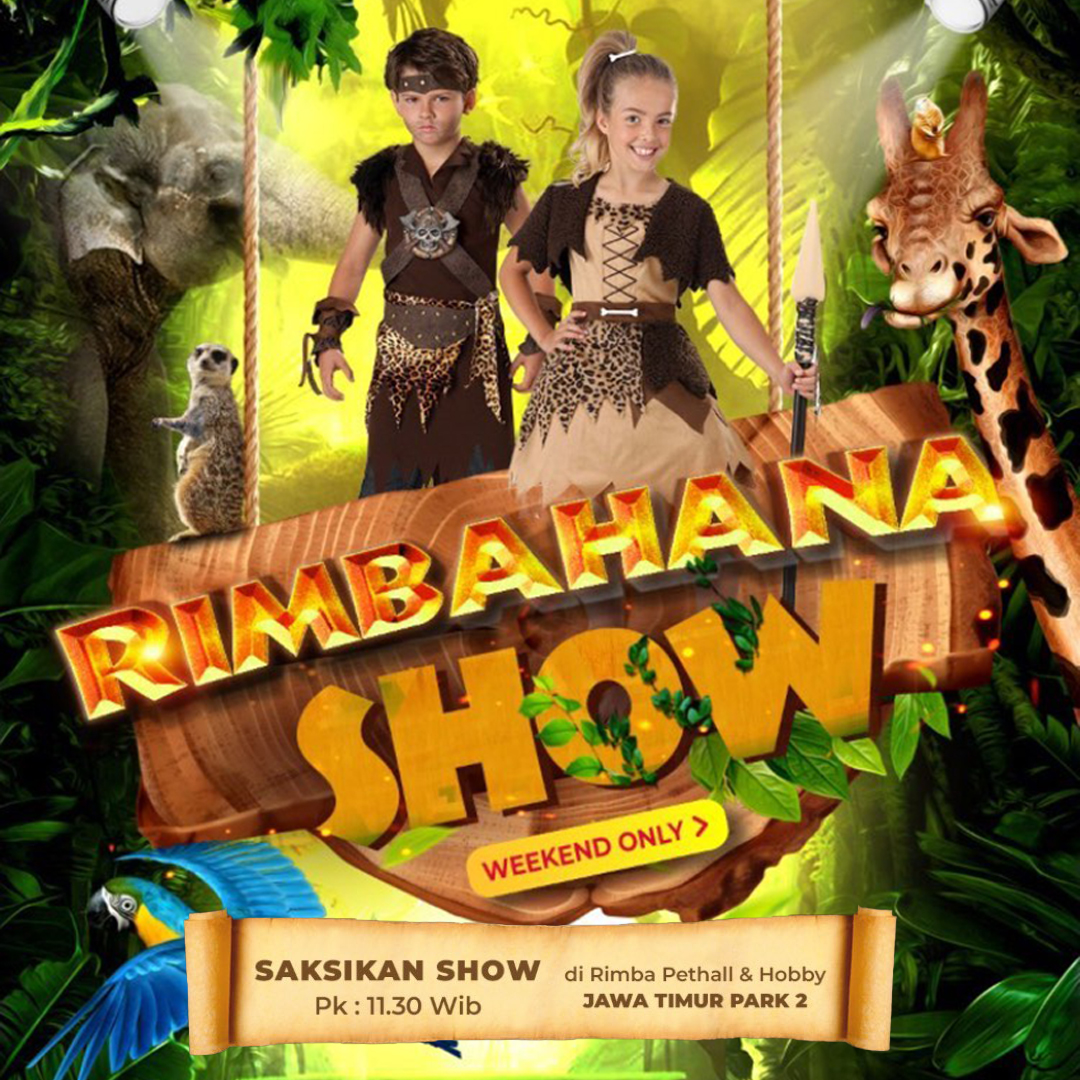 RIMBAHANA
SHOW
WEEKEND ONLY >
SAKSIKAN SHOW
Pk : 11.30 Wib
di Rimba Pethall & Hobby
JAWA TIMUR PARK 2